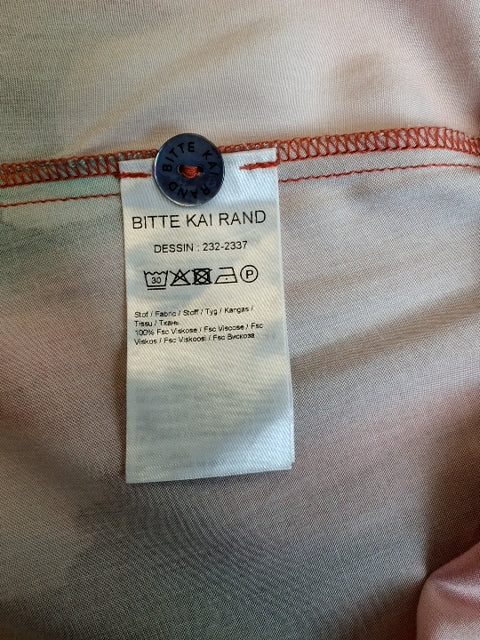 BITTE KAI RAND
BITTE KAI RAND
DESSIN : 232-2337
30 P
Stof / Fabric / Stoff / Tyg / Kangas /
Tissu / Ткань
100% Fsc Viskose / Fsc Viscose / Fsc
Viskos / Fsc Viskoosi / Fsc Вискоза